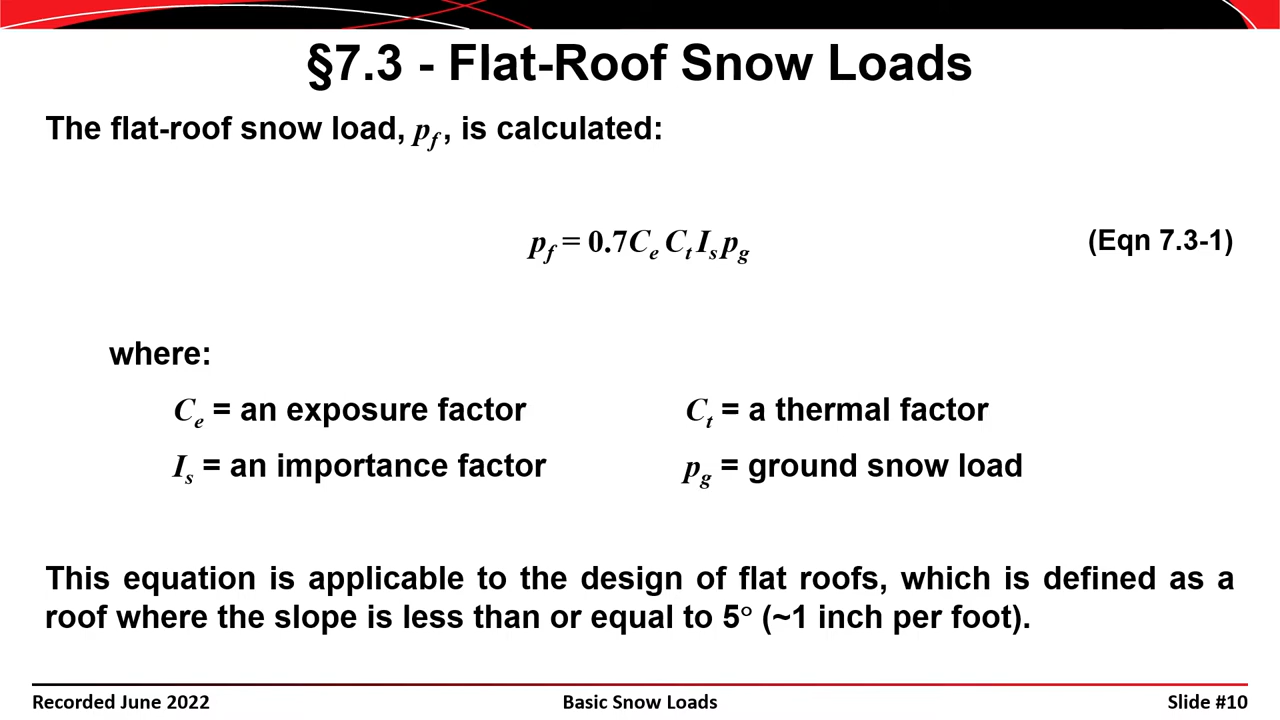 §7.3 - Flat-Roof Snow Loads
The flat-roof snow load, p_f, is calculated:
p_f = 0.7C_e C_t I_s p_g (Eqn 7.3-1)
where:
C_e = an exposure factor C_t = a thermal factor
I_s = an importance factor p_g = ground snow load
This equation is applicable to the design of flat roofs, which is defined as a
roof where the slope is less than or equal to 5° (~1 inch per foot).
Recorded June 2022 Basic Snow Loads Slide #10